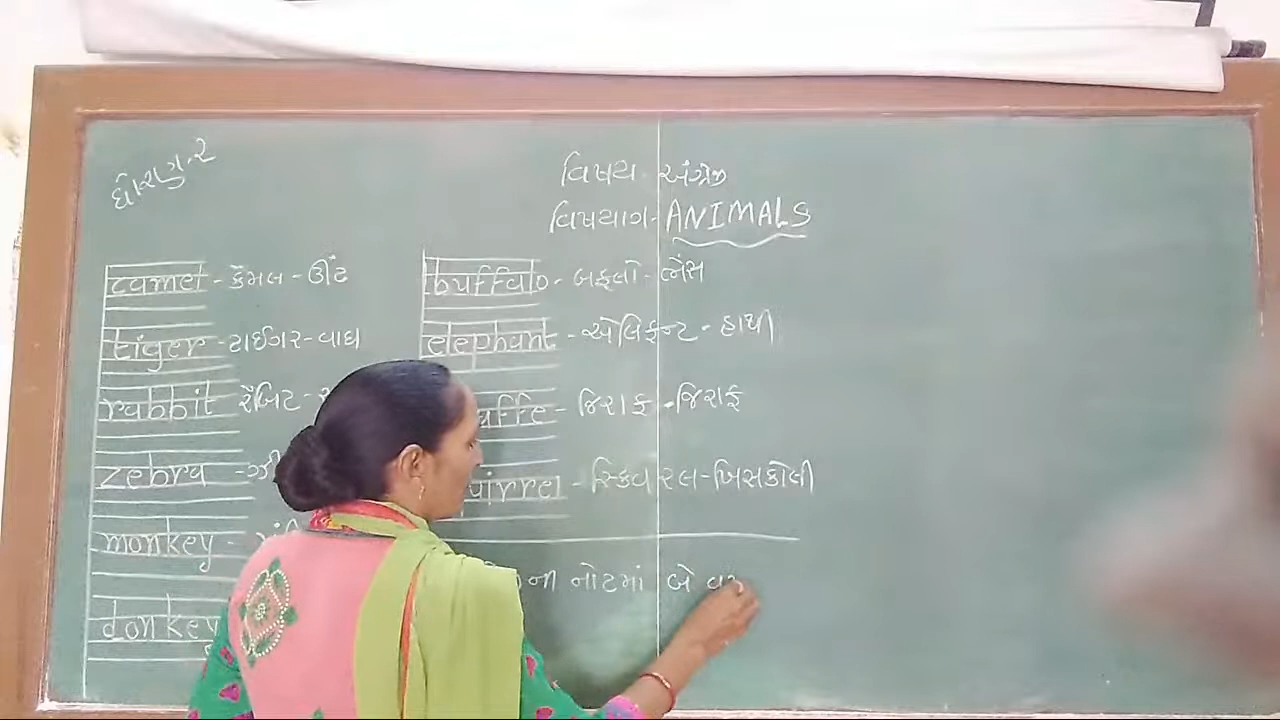 ધોરણ-૨
વિષય - અંગ્રેજી
વિષયાંગ - ANIMALS
camel - કેમલ - ઊંટ
tiger - ટાઈગર - વાઘ
rabbit - રેબિટ -
zebra -
monkey -
donkey
buffalo - બફલો - ભેંસ
elephant - એલિફન્ટ - હાથી
affe - જિરાફ - જિરાફ
uirrel - સ્કિવરલ - ખિસકોલી
ની નોટમાં બે